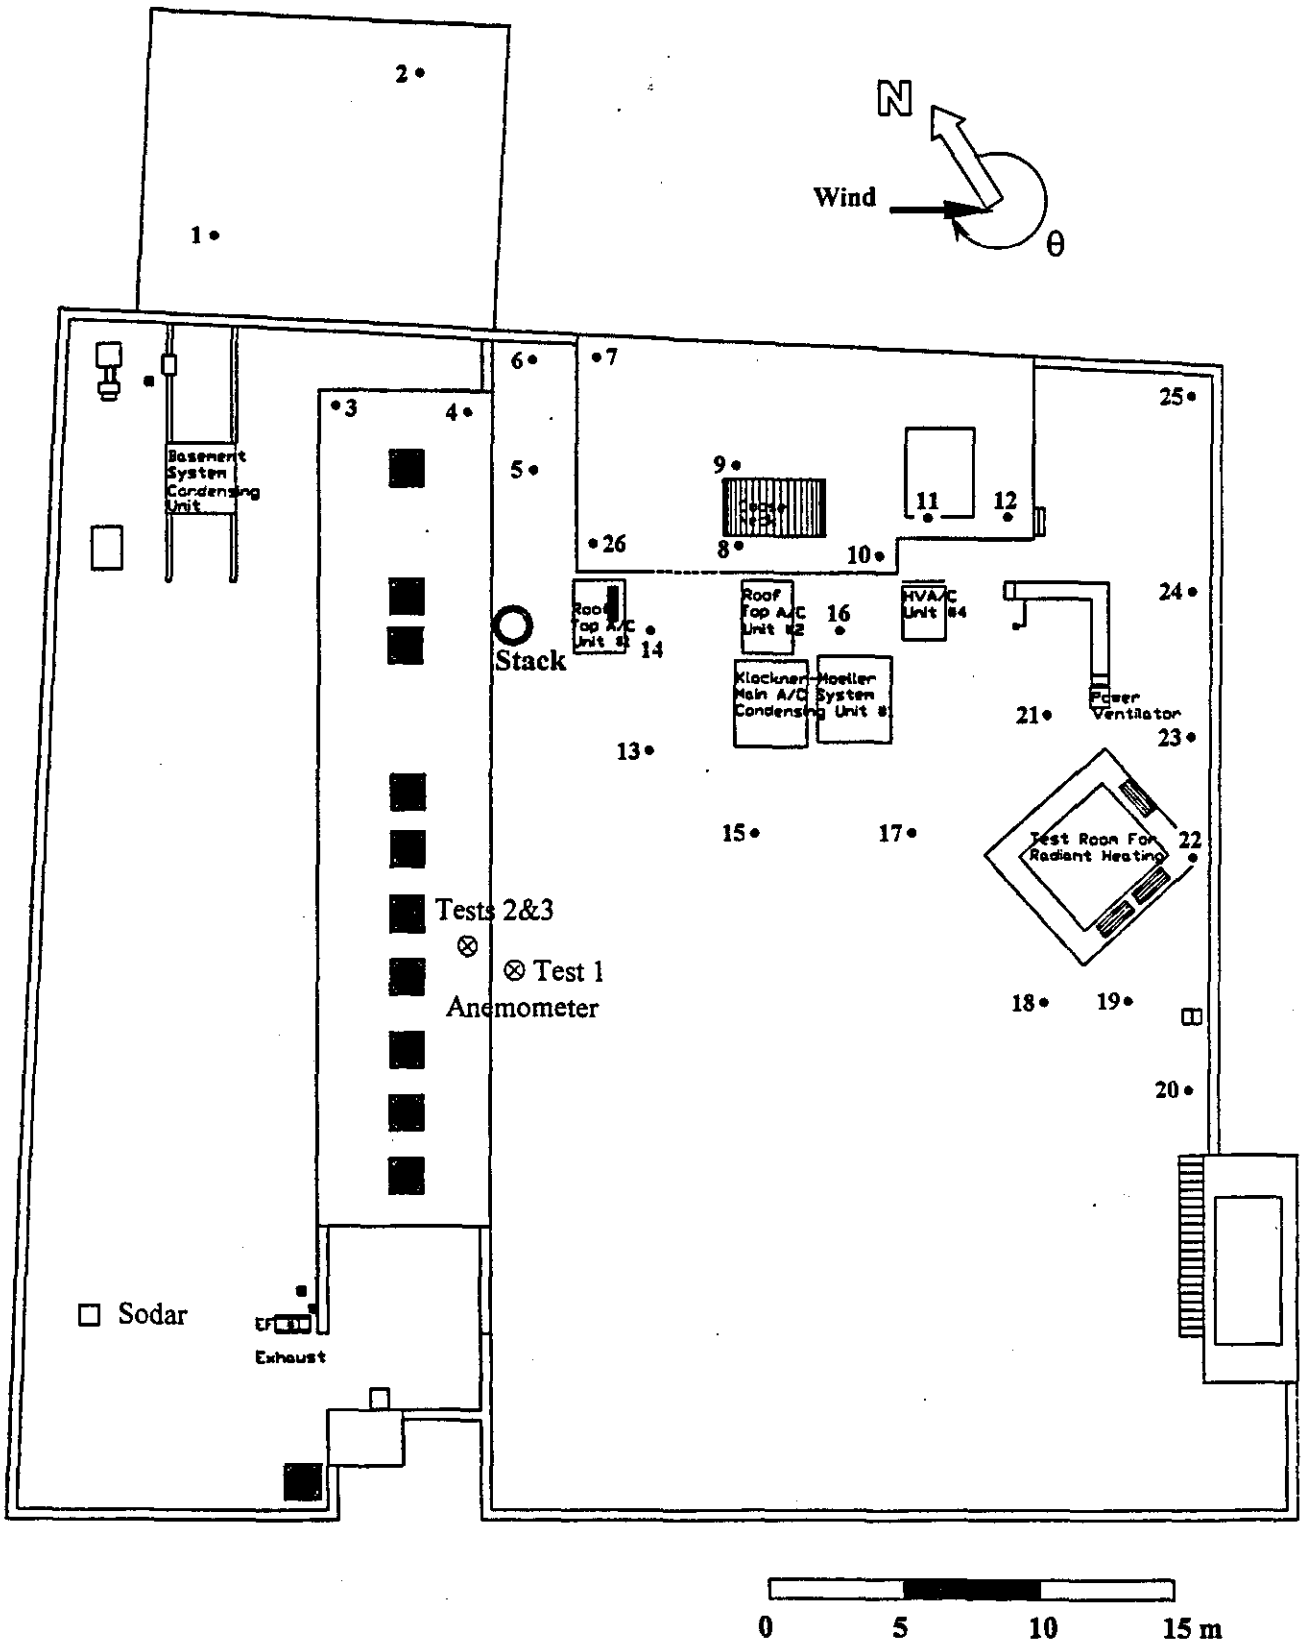 2
N
Wind
θ
1
6
7
25
3
4
Basement
System
Condensing
Unit
5
9
11
12
26
8
10
24
Roof
Top A/C
Unit #1
14
Roof
Top A/C
Unit #2
16
HVA/C
Unit #4
Stack
Klockner-Moeller
Main A/C System
Condensing Unit #1
21
Power
Ventilator
23
13
15
17
Test Room For
Radiant Heating
22
Tests 2&3
Test 1
Anemometer
18
19
20
Sodar
EF #1
Exhaust
0 5 10 15 m